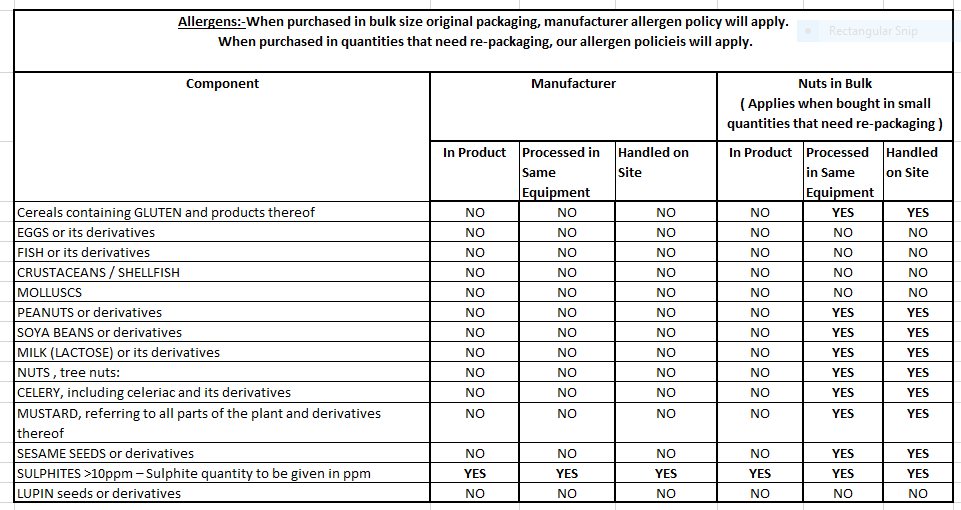 Allergens:-When purchased in bulk size original packaging, manufacturer allergen policy will apply.
When purchased in quantities that need re-packaging, our allergen policieis will apply.
Rectangular Snip
Component Manufacturer Nuts in Bulk
( Applies when bought in small
quantities that need re-packaging )
In Product Processed in Handled on In Product Processed Handled
Same Site in Same on Site
Equipment Equipment
Cereals containing GLUTEN and products thereof NO NO NO NO YES YES
EGGS or its derivatives NO NO NO NO NO NO
FISH or its derivatives NO NO NO NO NO NO
CRUSTACEANS / SHELLFISH NO NO NO NO NO NO
MOLLUSCS NO NO NO NO NO NO
PEANUTS or derivatives NO NO NO NO YES YES
SOYA BEANS or derivatives NO NO NO NO YES YES
MILK (LACTOSE) or its derivatives NO NO NO NO YES YES
NUTS , tree nuts: NO NO NO NO YES YES
CELERY, including celeriac and its derivatives NO NO NO NO YES YES
MUSTARD, referring to all parts of the plant and derivatives NO NO NO NO YES YES
thereof
SESAME SEEDS or derivatives NO NO NO NO YES YES
SULPHITES >10ppm – Sulphite quantity to be given in ppm YES YES YES YES YES YES
LUPIN seeds or derivatives NO NO NO NO NO NO